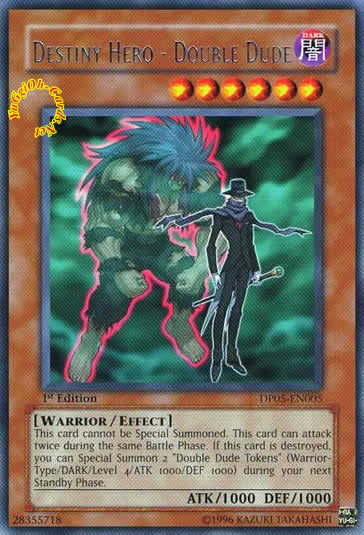 DESTINY HERO - DOUBLE DUDE
DARK
闇
YuGiOh-Cards.Net
1st Edition
DP05-EN005
[WARRIOR / EFFECT]
This card cannot be Special Summoned. This card can attack
twice during the same Battle Phase. If this card is destroyed,
you can Special Summon 2 "Double Dude Tokens" (Warrior-
Type/DARK/Level 4/ATK 1000/DEF 1000) during your next
Standby Phase.
ATK/1000 DEF/1000
28355718
©1996 KAZUKI TAKAHASHI